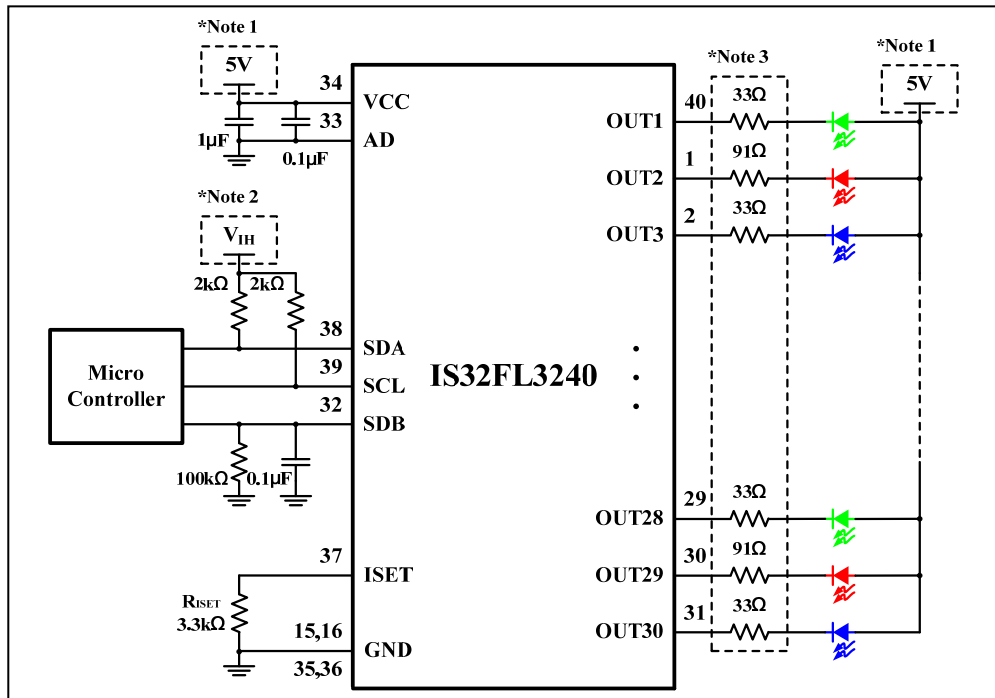 *Note 1
5V
34
VCC
1µF
33
0.1µF
AD
*Note 2
VIH
2kΩ
2kΩ
38
SDA
39
SCL
32
SDB
Micro
Controller
100kΩ
0.1µF
37
ISET
RISET
3.3kΩ
15,16
GND
35,36
IS32FL3240
*Note 3
*Note 1
5V
OUT1
40
33Ω
OUT2
1
91Ω
OUT3
2
33Ω
OUT28
29
33Ω
OUT29
30
91Ω
OUT30
31
33Ω